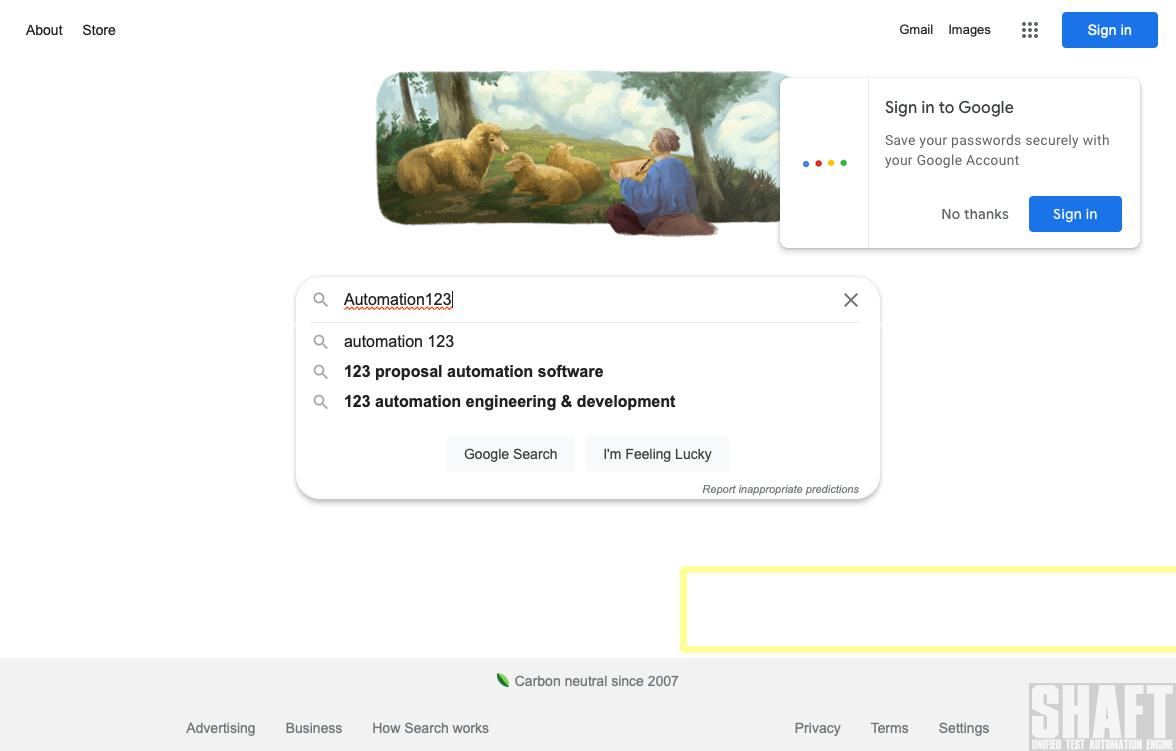 About Store
Gmail Images Sign in
Sign in to Google
Save your passwords securely with
your Google Account
No thanks Sign in
Automation123
automation 123
123 proposal automation software
123 automation engineering & development
Google Search I'm Feeling Lucky
Report inappropriate predictions
Carbon neutral since 2007
Advertising Business How Search works
Privacy Terms Settings
SHAFT
UNIFIED TEST AUTOMATION ENGINE